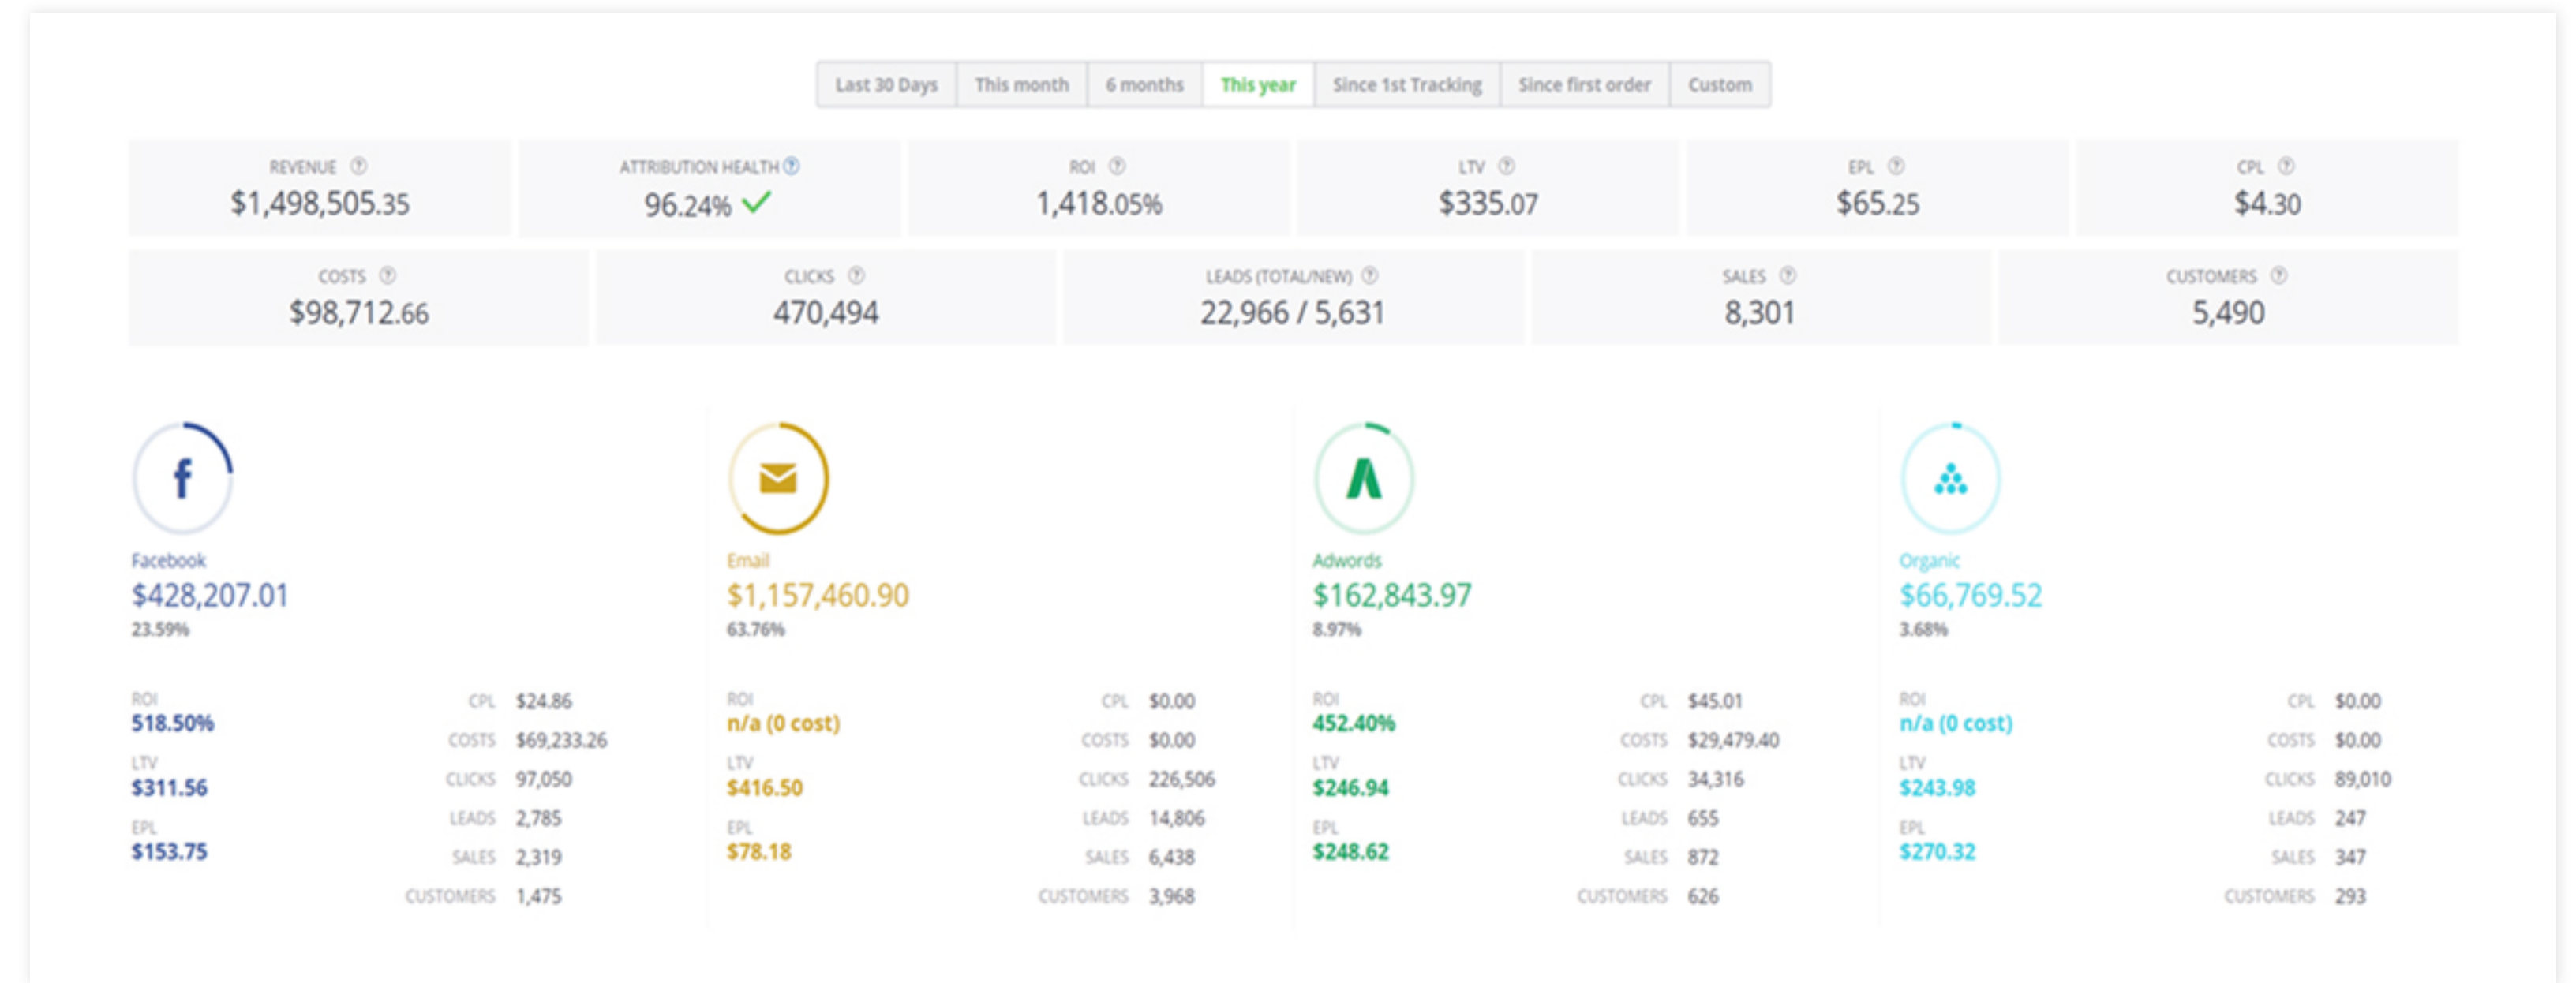 Last 30 Days This month 6 months This year Since 1st Tracking Since first order Custom
REVENUE ? ATTRIBUTION HEALTH ? ROI ? LTV ? EPL ? CPL ?
$1,498,505.35 96.24% 1,418.05% $335.07 $65.25 $4.30
COSTS ? CLICKS ? LEADS (TOTAL/NEW) ? SALES ? CUSTOMERS ?
$98,712.66 470,494 22,966 / 5,631 8,301 5,490
Facebook
$428,207.01
23.59%
ROI
518.50%
LTV
$311.56
EPL
$153.75
CPL $24.86
COSTS $69,233.26
CLICKS 97,050
LEADS 2,785
SALES 2,319
CUSTOMERS 1,475
Email
$1,157,460.90
63.76%
ROI
n/a (0 cost)
LTV
$416.50
EPL
$78.18
CPL $0.00
COSTS $0.00
CLICKS 226,506
LEADS 14,806
SALES 6,438
CUSTOMERS 3,968
Adwords
$162,843.97
8.97%
ROI
452.40%
LTV
$246.94
EPL
$248.62
CPL $45.01
COSTS $29,479.40
CLICKS 34,316
LEADS 655
SALES 872
CUSTOMERS 626
Organic
$66,769.52
3.68%
ROI
n/a (0 cost)
LTV
$243.98
EPL
$270.32
CPL $0.00
COSTS $0.00
CLICKS 89,010
LEADS 247
SALES 347
CUSTOMERS 293